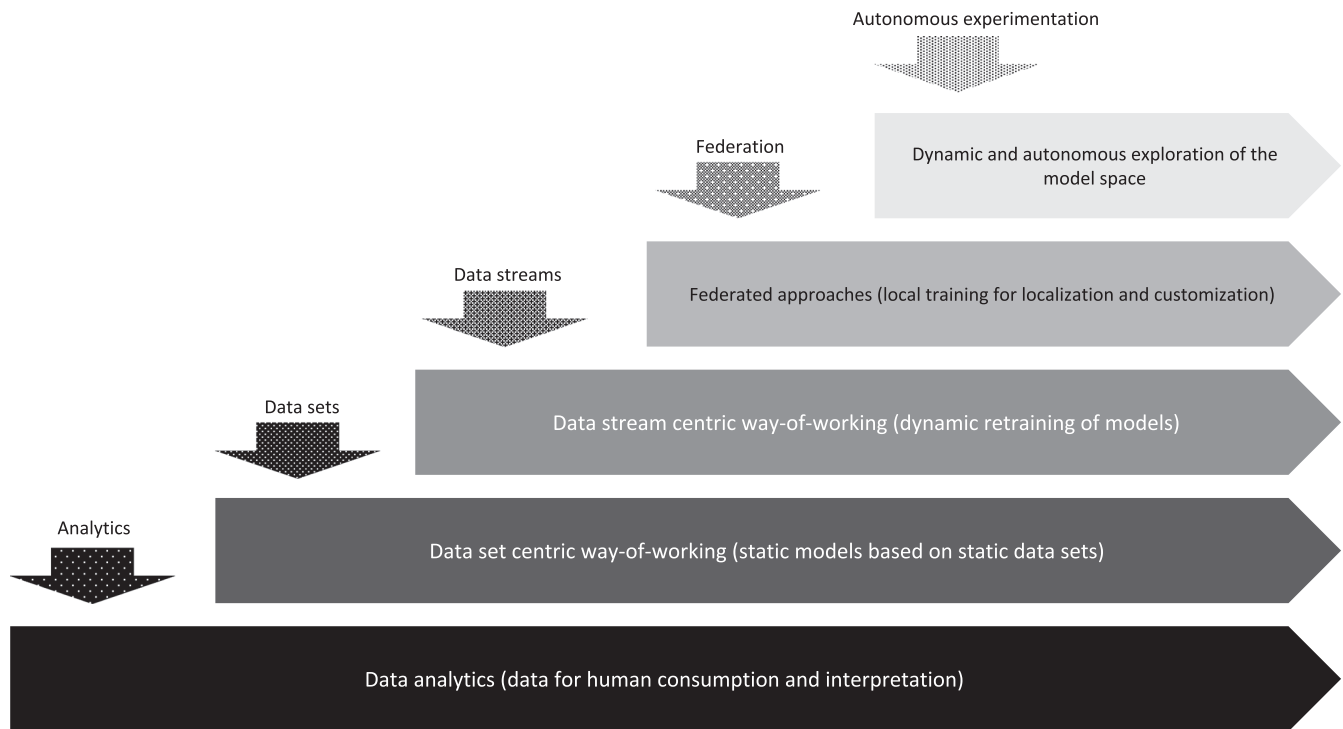 Autonomous experimentation
Dynamic and autonomous exploration of the
model space
Federation
Federated approaches (local training for localization and customization)
Data streams
Data stream centric way-of-working (dynamic retraining of models)
Data sets
Data set centric way-of-working (static models based on static data sets)
Analytics
Data analytics (data for human consumption and interpretation)